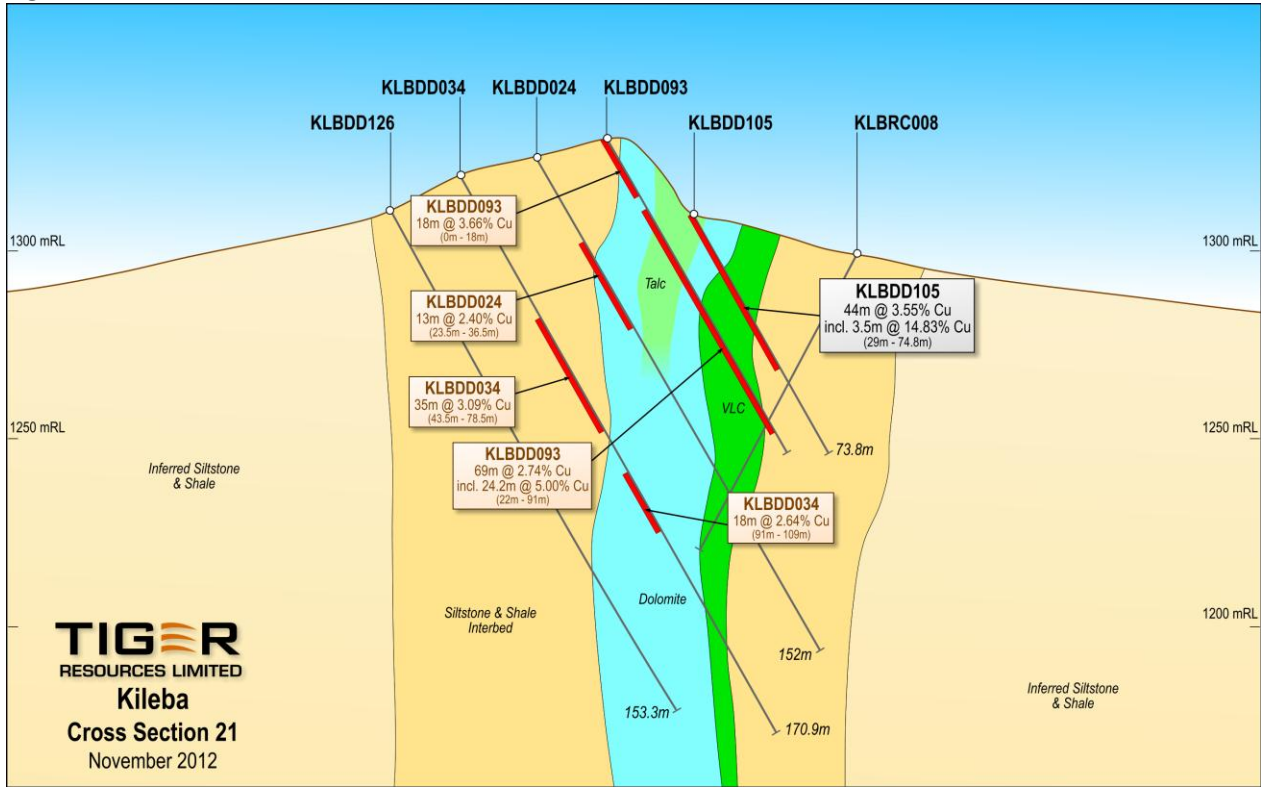 KLBDD034
KLBDD024
KLBDD093
KLBDD126
KLBDD105
KLBRC008
KLBDD093
18m @ 3.66% Cu
(0m - 18m)
1300 mRL
1300 mRL
Talc
KLBDD105
44m @ 3.55% Cu
incl. 3.5m @ 14.83% Cu
(29m - 74.8m)
KLBDD024
13m @ 2.40% Cu
(23.5m - 36.5m)
KLBDD034
35m @ 3.09% Cu
(43.5m - 78.5m)
VLC
1250 mRL
1250 mRL
73.8m
Inferred Siltstone
& Shale
KLBDD093
69m @ 2.74% Cu
incl. 24.2m @ 5.00% Cu
(22m - 91m)
KLBDD034
18m @ 2.64% Cu
(91m - 109m)
Dolomite
Siltstone & Shale
Interbed
1200 mRL
152m
TIGER
RESOURCES LIMITED
Kileba
Cross Section 21
November 2012
153.3m
170.9m
Inferred Siltstone
& Shale